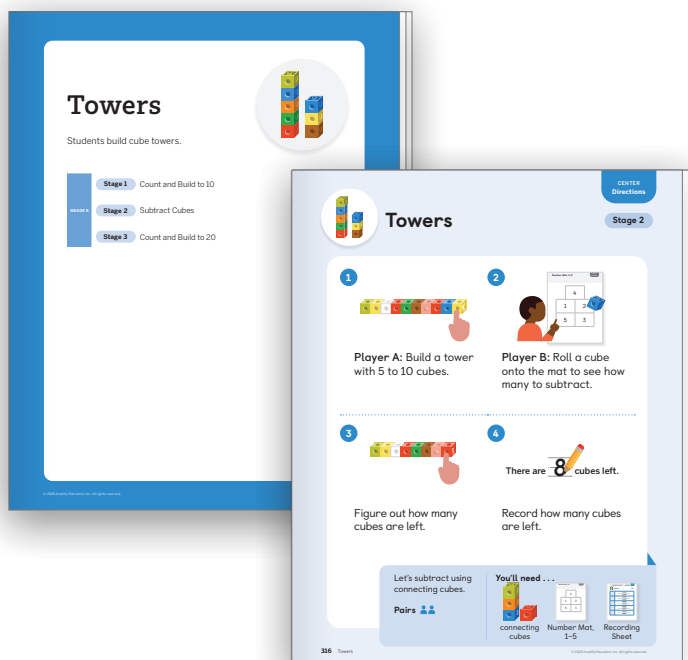 Towers
Students build cube towers.
GRADE K
Stage 1 Count and Build to 10
Stage 2 Subtract Cubes
Stage 3 Count and Build to 20
CENTER
Directions
Towers
Stage 2
1
Player A: Build a tower
with 5 to 10 cubes.
2
4
1 2
5 3
Player B: Roll a cube
onto the mat to see how
many to subtract.
3
Figure out how many
cubes are left.
4
There are 8 cubes left.
Record how many cubes
are left.
Let's subtract using
connecting cubes.
Pairs
You'll need . . .
connecting
cubes
Number Mat,
1–5
Recording
Sheet
316 Towers